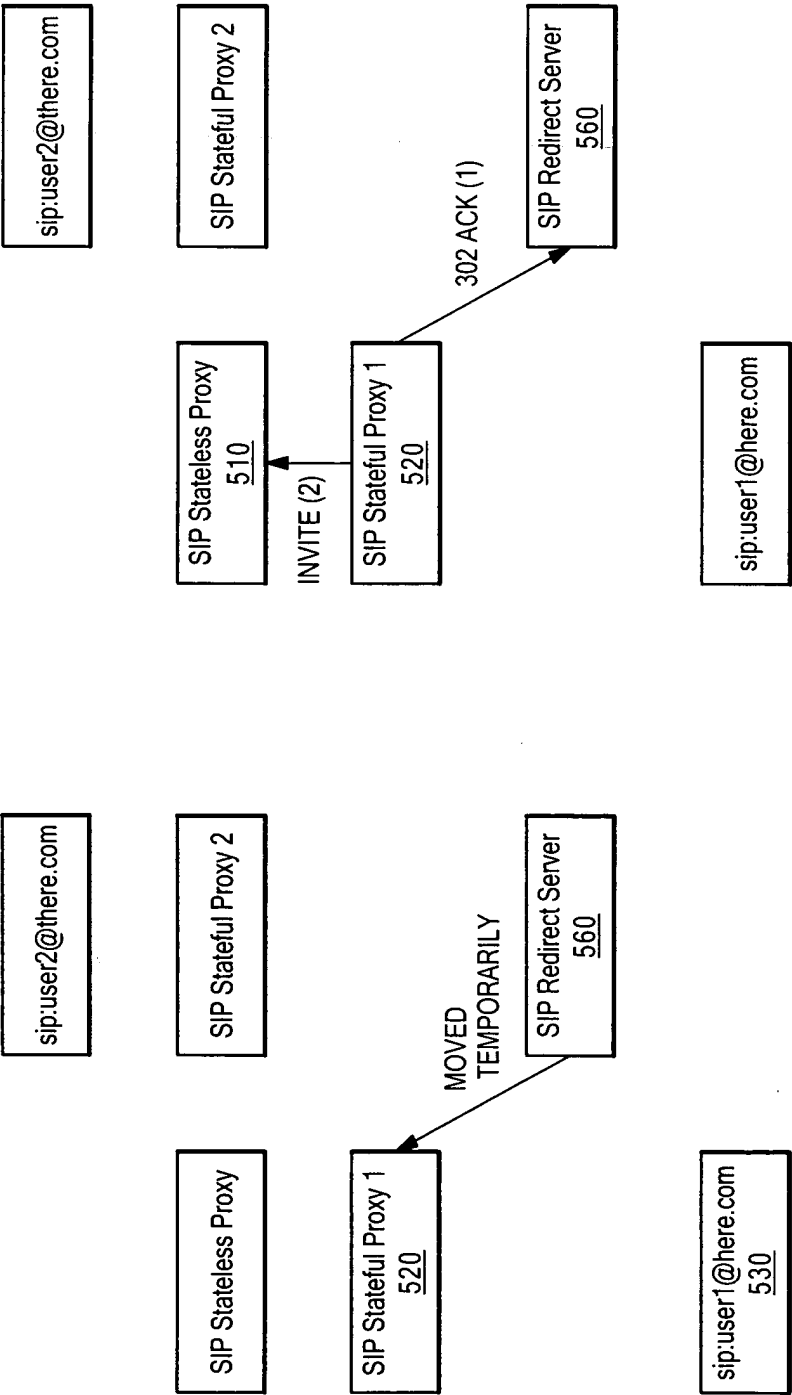 sip:user2@there.com
SIP Stateless Proxy
SIP Stateful Proxy 2
SIP Stateful Proxy 1
520
MOVED
TEMPORARILY
SIP Redirect Server
560
sip:user1@here.com
530
sip:user2@there.com
SIP Stateless Proxy
510
SIP Stateful Proxy 2
INVITE (2)
SIP Stateful Proxy 1
520
302 ACK (1)
SIP Redirect Server
560
sip:user1@here.com